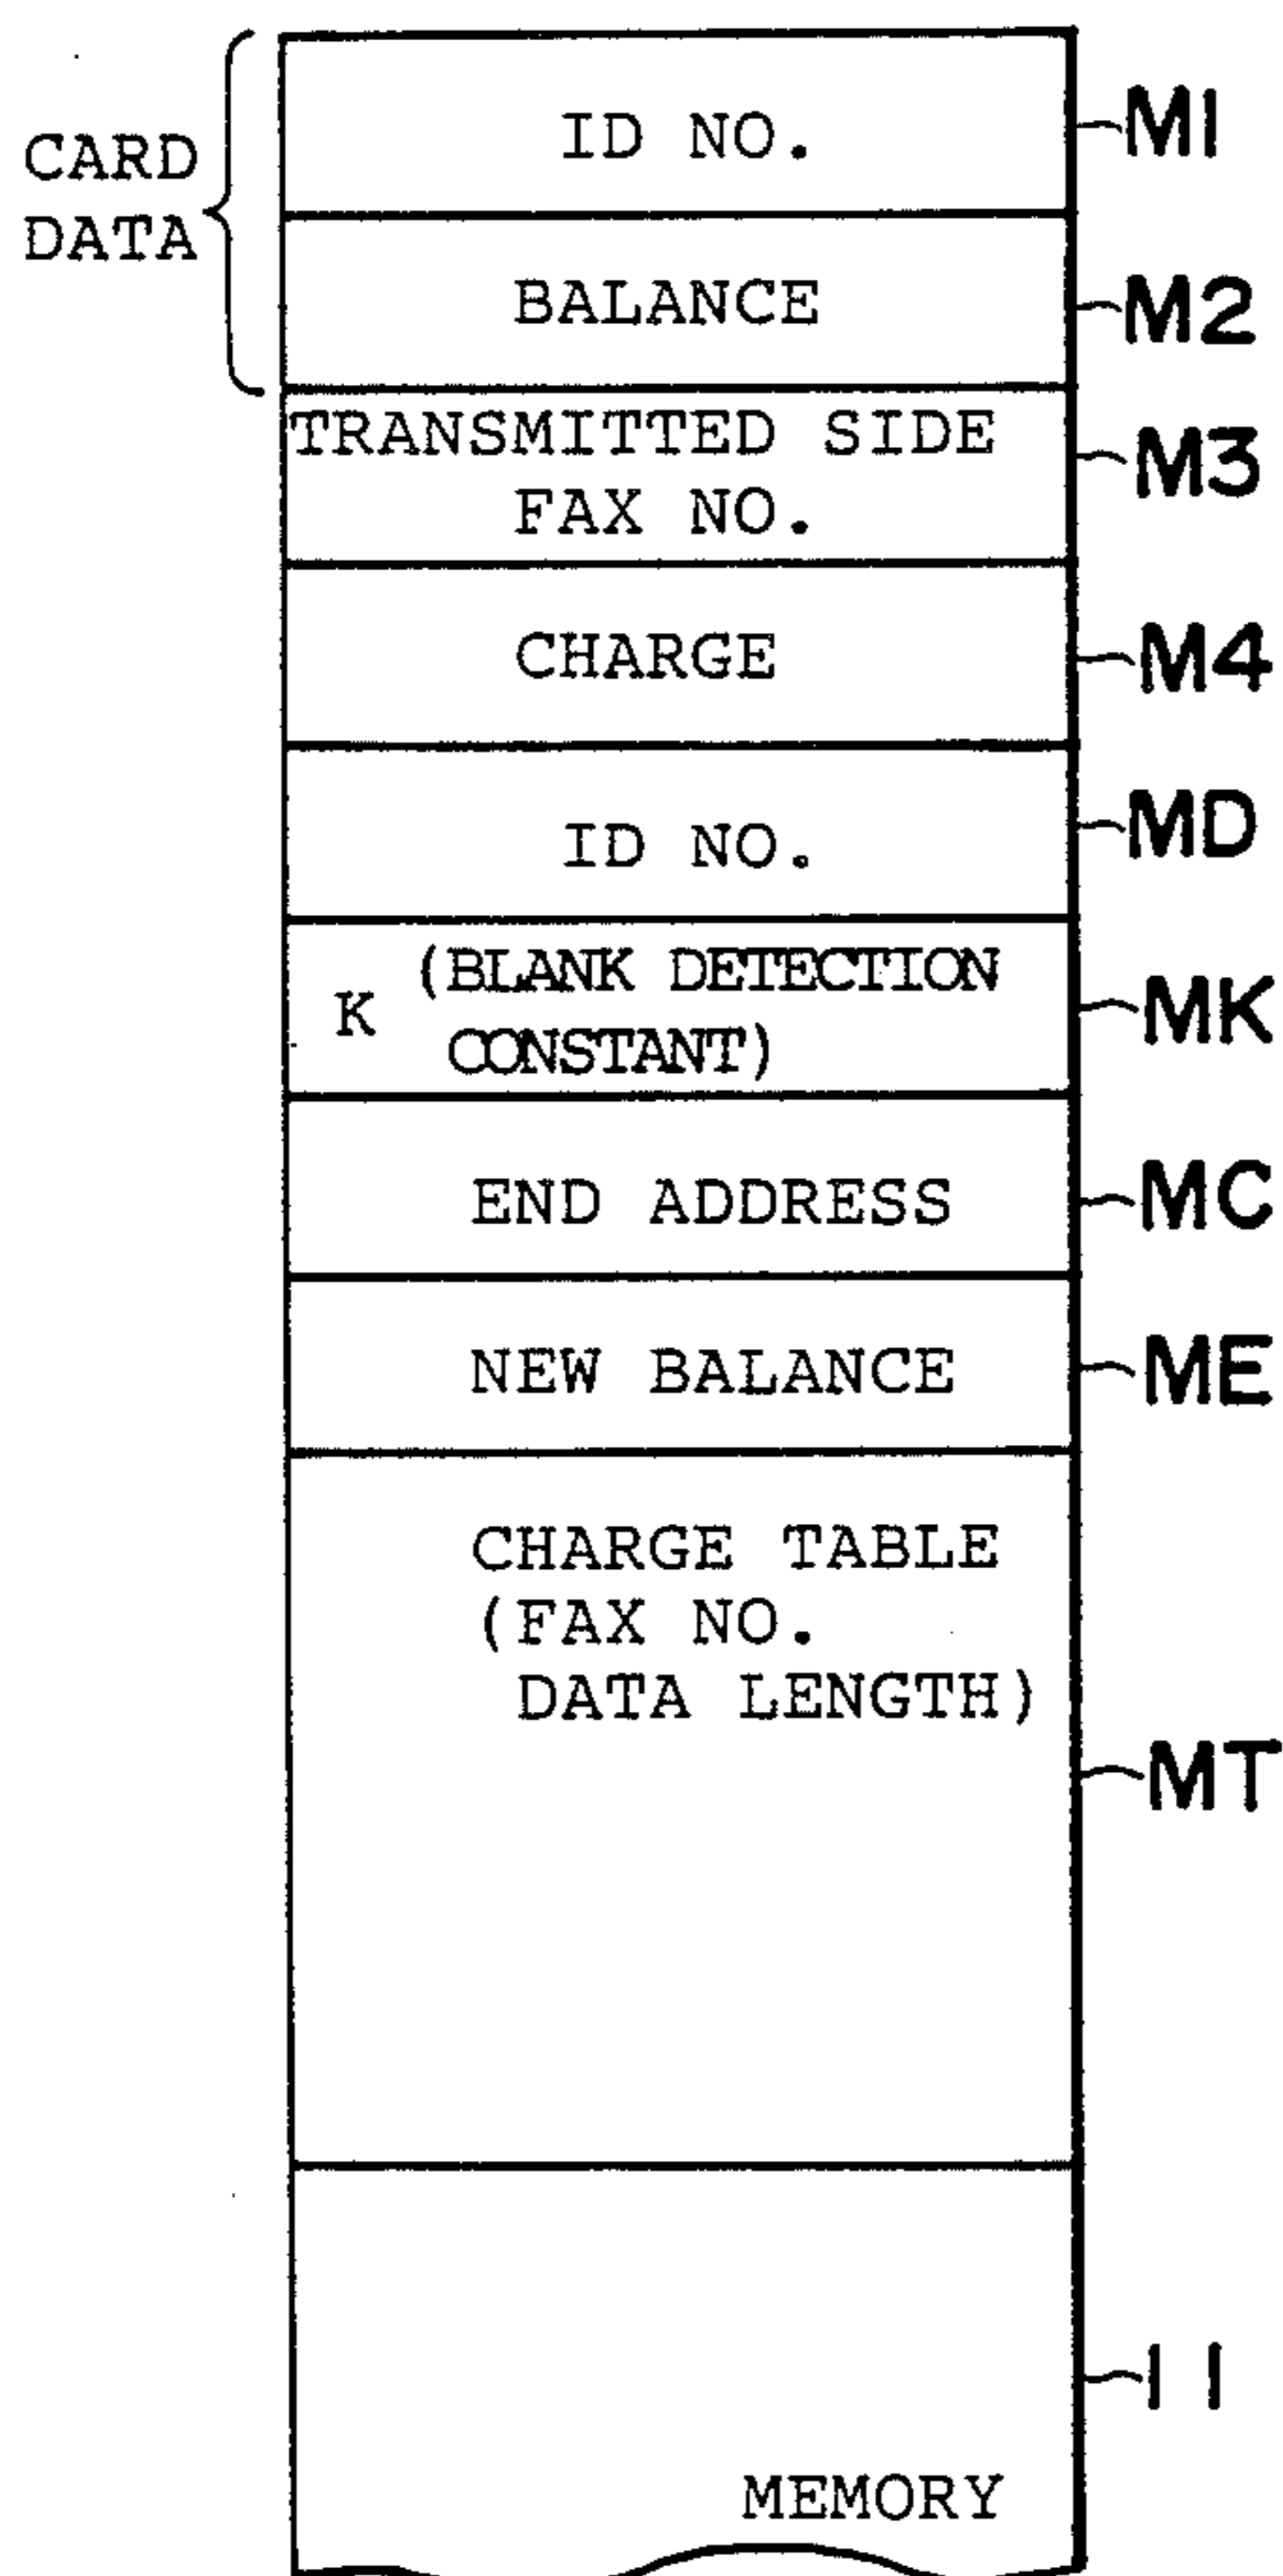 CARD
DATA
ID NO.
M1
BALANCE
M2
TRANSMITTED SIDE
FAX NO.
M3
CHARGE
M4
ID NO.
MD
K (BLANK DETECTION
CONSTANT)
MK
END ADDRESS
MC
NEW BALANCE
ME
CHARGE TABLE
(FAX NO.
DATA LENGTH)
MT
11
MEMORY